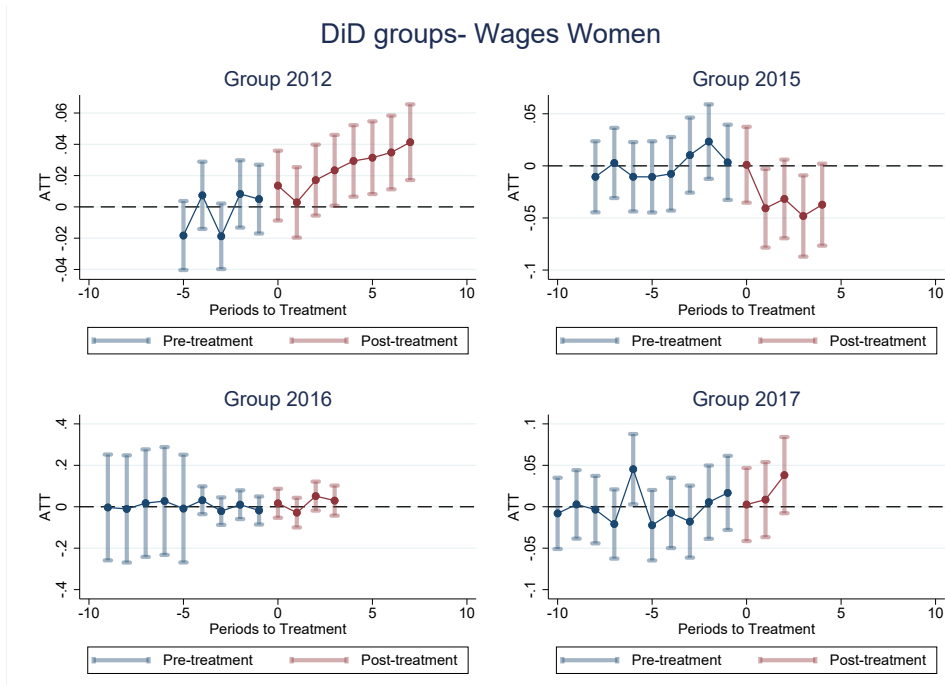 DiD groups- Wages Women
Group 2012
ATT
.06
.04
.02
0
-.02
-.04
-10 -5 0 5 10
Periods to Treatment
Pre-treatment Post-treatment
Group 2015
ATT
.05
0
-.05
-.1
-10 -5 0 5 10
Periods to Treatment
Pre-treatment Post-treatment
Group 2016
ATT
.4
.2
0
-.2
-.4
-10 -5 0 5 10
Periods to Treatment
Pre-treatment Post-treatment
Group 2017
ATT
.1
.05
0
-.05
-.1
-10 -5 0 5 10
Periods to Treatment
Pre-treatment Post-treatment